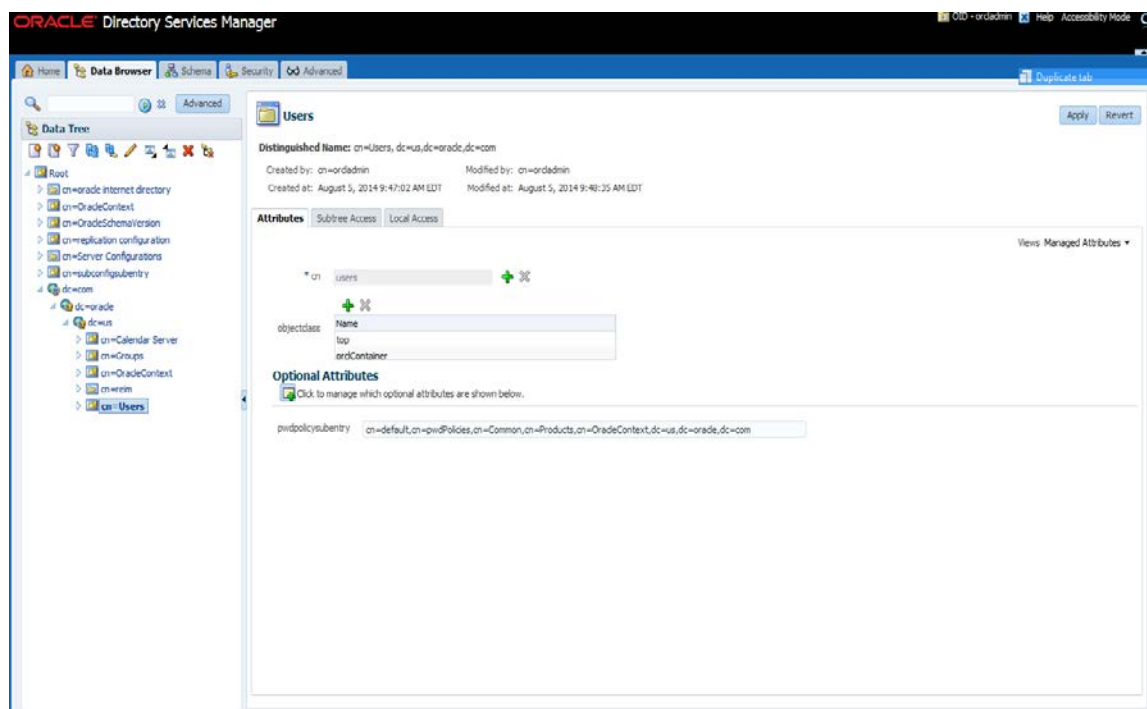 ORACLE Directory Services Manager
OID - orcladmin Help Accessibility Mode
Home Data Browser Schema Security Advanced
Duplicate tab
Advanced
Data Tree
Root
cn=oracle internet directory
cn=OracleContext
cn=OracleSchemaVersion
cn=replication configuration
cn=Server Configurations
cn=subconfigsubentry
dc=com
dc=oracle
dc=us
cn=Calendar Server
cn=Groups
cn=OracleContext
cn=reim
cn=Users
Users
Apply Revert
Distinguished Name: cn=Users, dc=us,dc=oracle,dc=com
Created by: cn=orcladmin Modified by: cn=orcladmin
Created at: August 5, 2014 9:47:02 AM EDT Modified at: August 5, 2014 9:48:35 AM EDT
Attributes Subtree Access Local Access
Views Managed Attributes
* cn users
objectclass
Name
top
orclContainer
Optional Attributes
Click to manage which optional attributes are shown below.
pwdpolicysubentry cn=default,cn=pwdPolicies,cn=Common,cn=Products,cn=OracleContext,dc=us,dc=oracle,dc=com